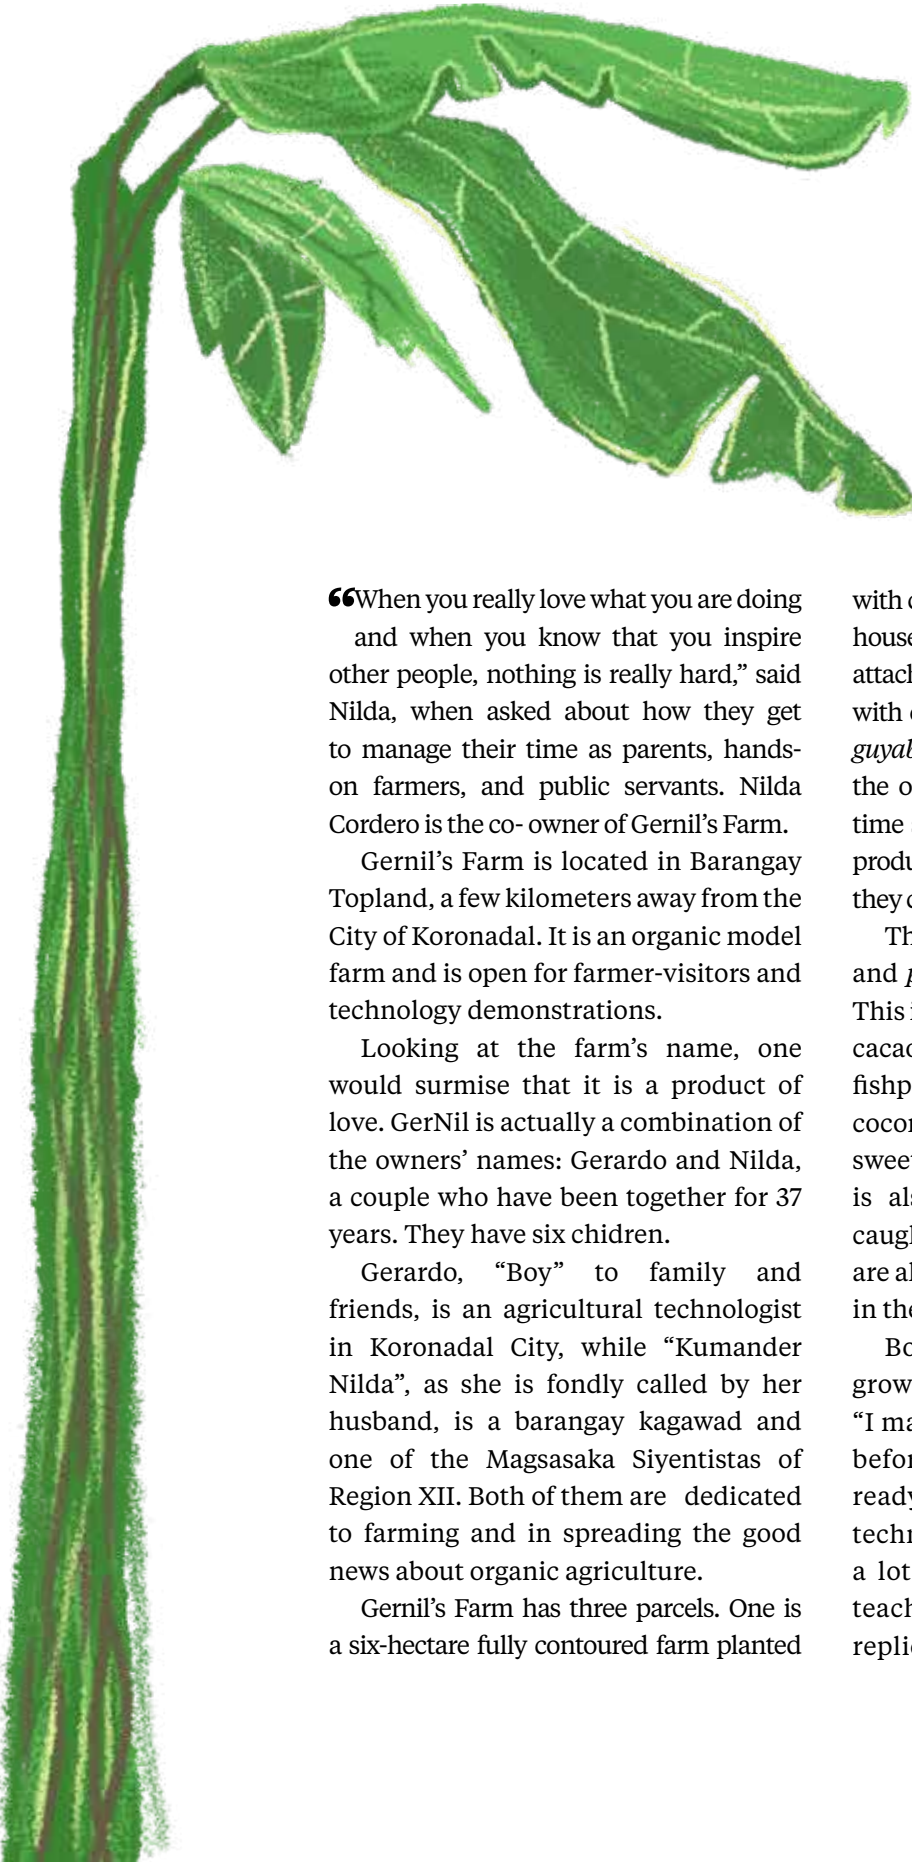 “When you really love what you are doing
and when you know that you inspire
other people, nothing is really hard,” said
Nilda, when asked about how they get
to manage their time as parents, hands-
on farmers, and public servants. Nilda
Cordero is the co- owner of Gernil’s Farm.
Gernil’s Farm is located in Barangay
Topland, a few kilometers away from the
City of Koronadal. It is an organic model
farm and is open for farmer-visitors and
technology demonstrations.
Looking at the farm’s name, one
would surmise that it is a product of
love. GerNil is actually a combination of
the owners’ names: Gerardo and Nilda,
a couple who have been together for 37
years. They have six chidren.
Gerardo, “Boy” to family and
friends, is an agricultural technologist
in Koronadal City, while “Kumander
Nilda”, as she is fondly called by her
husband, is a barangay kagawad and
one of the Magsasaka Siyentistas of
Region XII. Both of them are dedicated
to farming and in spreading the good
news about organic agriculture.
Gernil’s Farm has three parcels. One is
a six-hectare fully contoured farm planted
with
house
attach
with
the
time
produ
they
and
This
fishp
sweet
is
are
in the
grow
“I
ready
a lot
teach